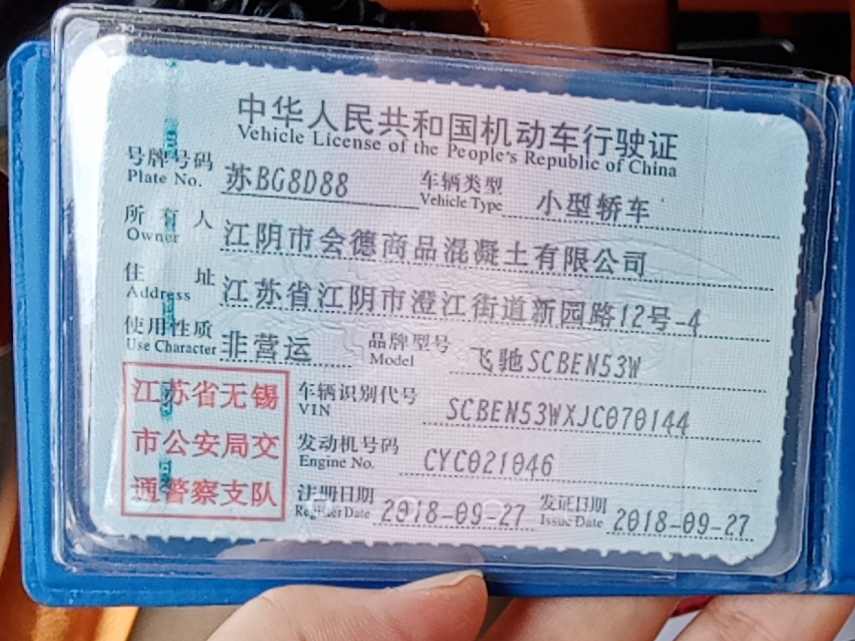 中华人民共和国机动车行驶证
Vehicle License of the People's Republic of China
号牌号码 苏BG8D88 车辆类型 小型轿车
Plate No. Vehicle Type
所有人 江阴市会德商品混凝土有限公司
Owner
住址 江苏省江阴市澄江街道新园路12号-4
Address
使用性质 非营运 品牌型号 飞驰SCBEN53W
Use Character Model
江苏省无锡
市公安局交
通警察支队
车辆识别代号 SCBEN53WXJC070144
VIN
发动机号码 CYC021046
Engine No.
注册日期 2018-09-27 发证日期 2018-09-27
Register Date Issue Date